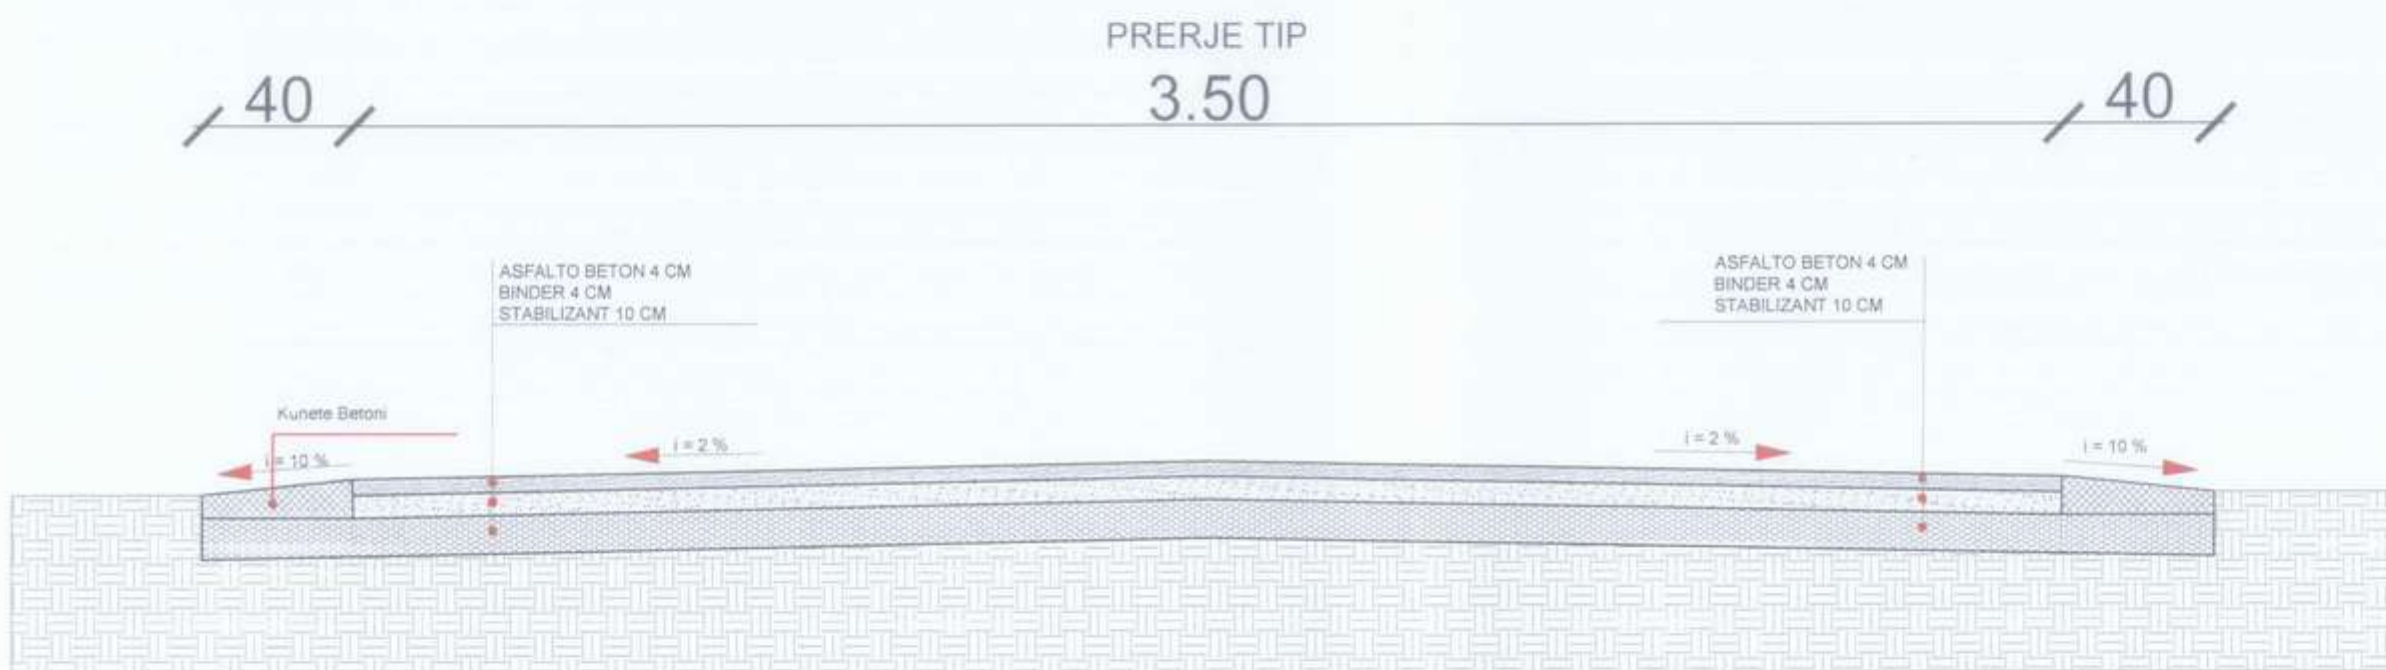 PRERJE TIP
40
3.50
40
ASFALTO BETON 4 CM
BINDER 4 CM
STABILIZANT 10 CM
ASFALTO BETON 4 CM
BINDER 4 CM
STABILIZANT 10 CM
Kunete Betoni
i = 10 %
i = 2 %
i = 2 %
i = 10 %